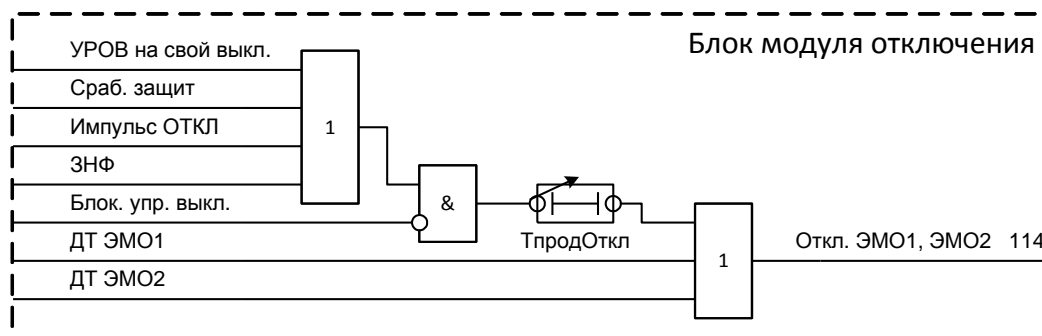 Блок модуля отключения
УРОВ на свой выкл.
Сраб. защит
Импульс ОТКЛ
1
ЗНФ
Блок. упр. выкл.
&
ДТ ЭМО1
ТпродОткл
1
Откл. ЭМО1, ЭМО2 114
ДТ ЭМО2